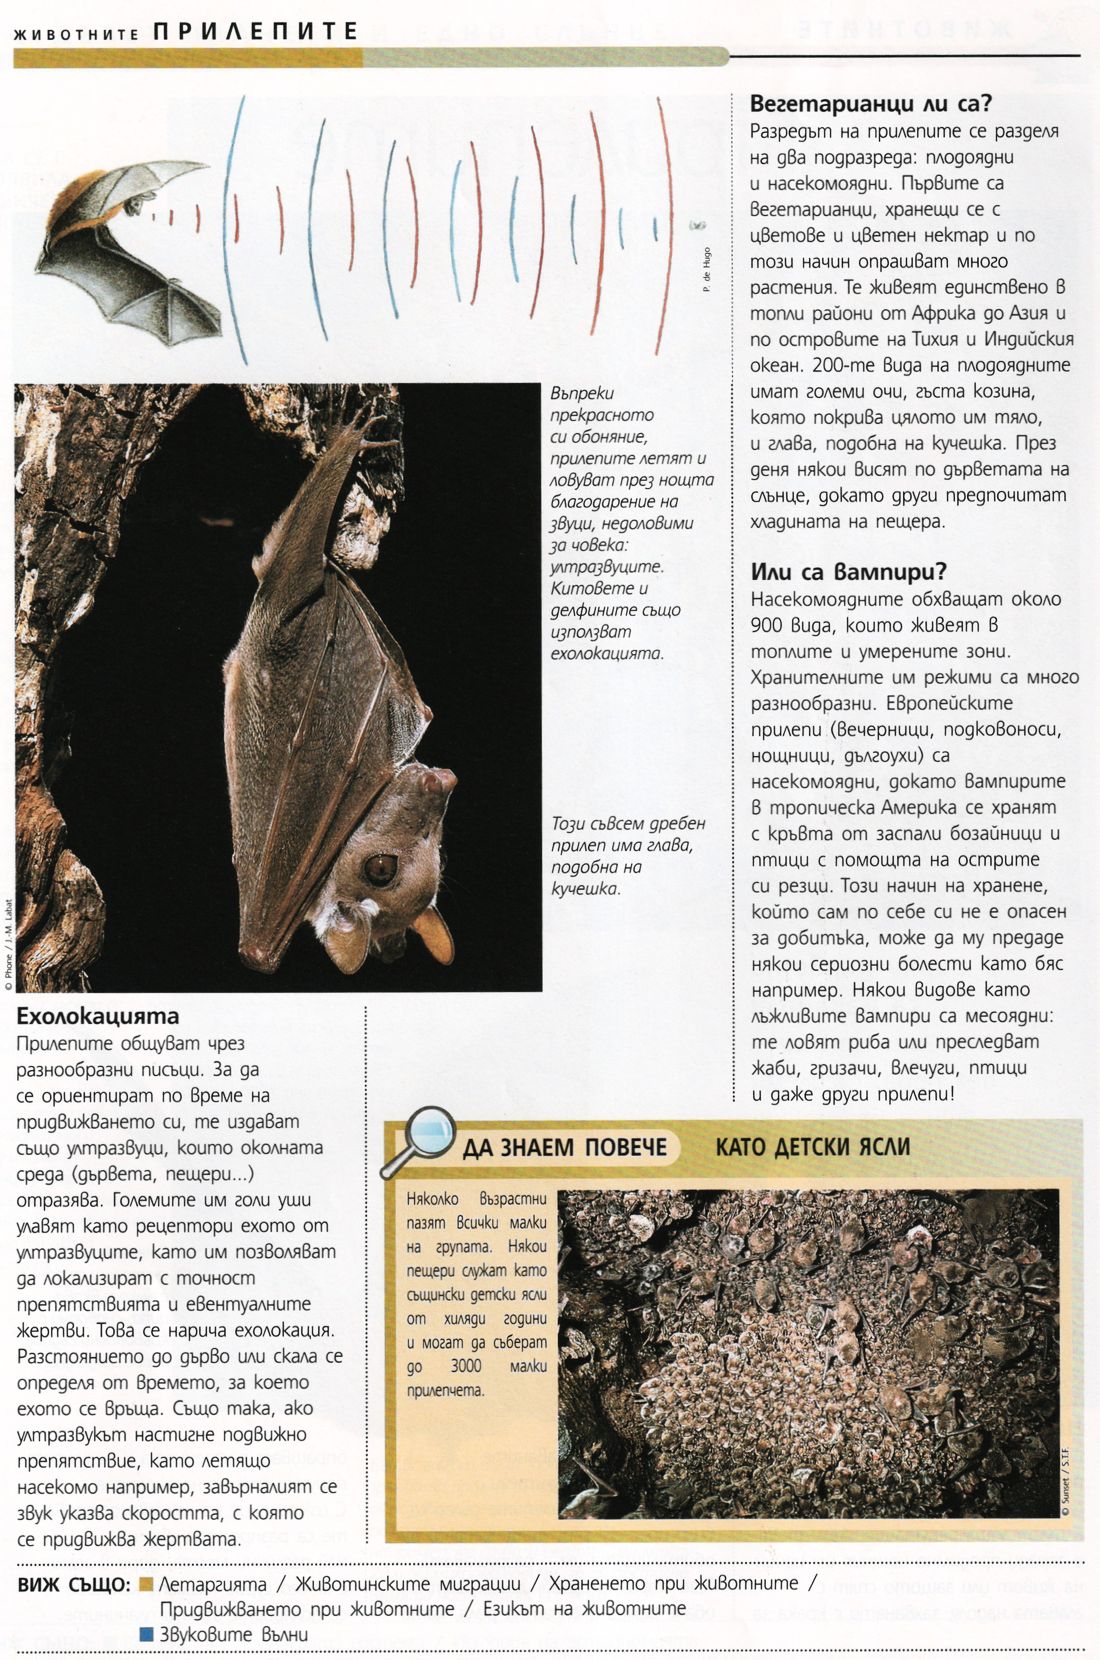 ЖИВОТНИТЕ ПРИЛЕПИТЕ
P. de Hugo
Въпреки
прекрасното
си обоняние,
прилепите летят и
ловуват през нощта
благодарение на
звуци, недоловими
за човека:
ултразвуците.
Китовете и
делфините също
използват
ехолокацията.
Този съвсем дребен
прилеп има глава,
подобна на
кучешка.
© Phone / J.-M. Labat
Ехолокацията
Прилепите общуват чрез
разнообразни писъци. За да
се ориентират по време на
придвижването си, те издават
също ултразвуци, които околната
среда (дървета, пещери...)
отразява. Големите им голи уши
улавят като рецептори ехото от
ултразвуците, като им позволяват
да локализират с точност
препятствията и евентуалните
жертви. Това се нарича ехолокация.
Разстоянието до дърво или скала се
определя от времето, за което
ехото се връща. Също така, ако
ултразвукът настигне подвижно
препятствие, като летящо
насекомо например, завърналият се
звук указва скоростта, с която
се придвижва жертвата.
Вегетарианци ли са?
Разредът на прилепите се разделя
на два подразреда: плодоядни
и насекомоядни. Първите са
вегетарианци, хранещи се с
цветове и цветен нектар и по
този начин опрашват много
растения. Те живеят единствено в
топли райони от Африка до Азия и
по островите на Тихия и Индийския
океан. 200-те вида на плодоядните
имат големи очи, гъста козина,
която покрива цялото им тяло,
и глава, подобна на кучешка. През
деня някои висят по дърветата на
слънце, докато други предпочитат
хладината на пещера.
Или са вампири?
Насекомоядните обхващат около
900 вида, които живеят в
топлите и умерените зони.
Хранителните им режими са много
разнообразни. Европейските
прилепи (вечерници, подковоноси,
нощници, дългоухи) са
насекомоядни, докато вампирите
в тропическа Америка се хранят
с кръвта от заспали бозайници и
птици с помощта на острите
си резци. Този начин на хранене,
който сам по себе си не е опасен
за добитъка, може да му предаде
някои сериозни болести като бяс
например. Някои видове като
лъжливите вампири са месоядни:
те ловят риба или преследват
жаби, гризачи, влечуги, птици
и даже други прилепи!
ДА ЗНАЕМ ПОВЕЧЕ КАТО ДЕТСКИ ЯСЛИ
Няколко възрастни
пазят всички малки
на групата. Някои
пещери служат като
същински детски ясли
от хиляди години
и могат да съберат
до 3000 малки
прилепчета.
© Sunset / S.T.F.
ВИЖ СЪЩО: Летаргията / Животинските миграции / Храненето при животните /
Придвижването при животните / Езикът на животните
Звуковите вълни